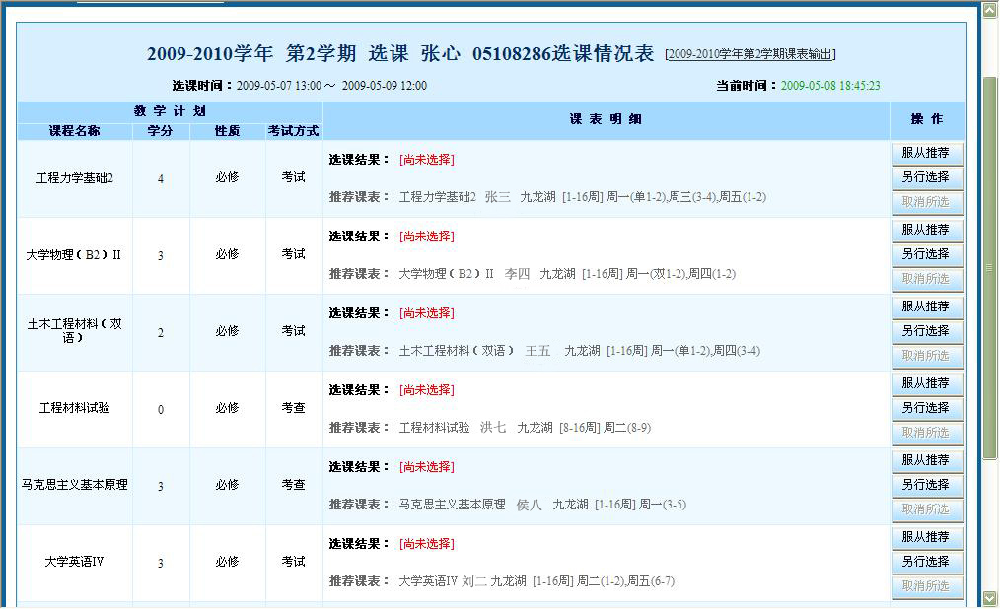 2009-2010学年 第2学期 选课 张心 05108286选课情况表 [2009-2010学年第2学期课表输出]
选课时间：2009-05-07 13:00～ 2009-05-09 12:00 当前时间：2009-05-08 18:45:23
教 学 计 划 课 表 明 细 操 作
课程名称 学分 性质 考试方式
工程力学基础2 4 必修 考试
选课结果： [尚未选择]
推荐课表： 工程力学基础2 张三 九龙湖 [1-16周] 周一(单1-2),周三(3-4),周五(1-2)
服从推荐
另行选择
取消所选
大学物理（B2）II 3 必修 考试
选课结果： [尚未选择]
推荐课表： 大学物理（B2）II 李四 九龙湖 [1-16周] 周一(双1-2),周四(1-2)
服从推荐
另行选择
取消所选
土木工程材料（双
语） 2 必修 考试
选课结果： [尚未选择]
推荐课表： 土木工程材料（双语） 王五 九龙湖 [1-16周] 周一(单1-2),周四(3-4)
服从推荐
另行选择
取消所选
工程材料试验 0 必修 考查
选课结果： [尚未选择]
推荐课表： 工程材料试验 洪七 九龙湖 [8-16周] 周二(8-9)
服从推荐
另行选择
取消所选
马克思主义基本原理 3 必修 考查
选课结果： [尚未选择]
推荐课表： 马克思主义基本原理 侯八 九龙湖 [1-16周] 周一(3-5)
服从推荐
另行选择
取消所选
大学英语IV 3 必修 考试
选课结果： [尚未选择]
推荐课表： 大学英语IV 刘二 九龙湖 [1-16周] 周二(1-2),周五(6-7)
服从推荐
另行选择
取消所选